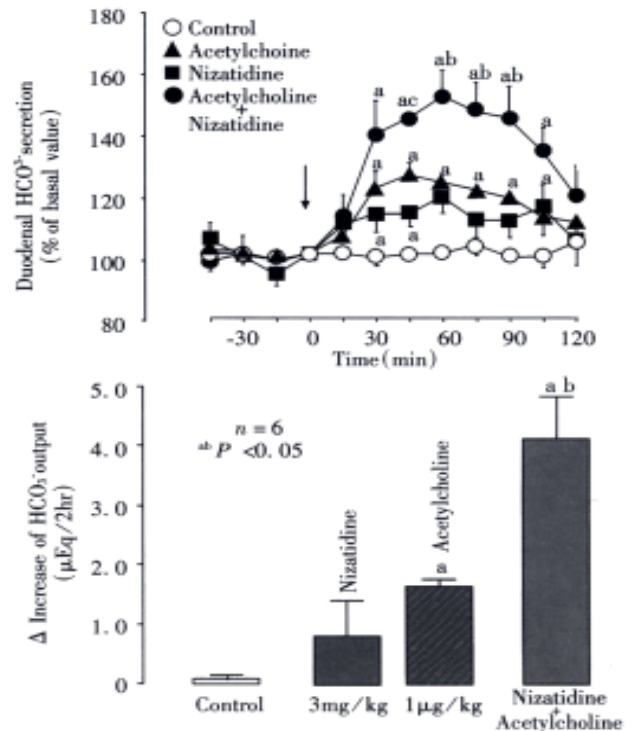 Control
Acetylchoine
Nizatidine
Acetylcholine
+
Nizatidine
Duodenal HCO³⁻secretion
(% of basal value)
180
160
140
120
100
80
a
ac
ab
ab
ab
a
a
a
a
a
a
a
a
a
-30
0
30
60
90
120
Time(min)
Δ Increase of HCO₃⁻output
(μEq/2hr)
5.0
4.0
3.0
2.0
1.0
0
n = 6
ᵃᵇ P <0.05
Nizatidine
Acetylcholine
a
a b
Control
3mg/kg
1μg/kg
Nizatidine
+
Acetylcholine